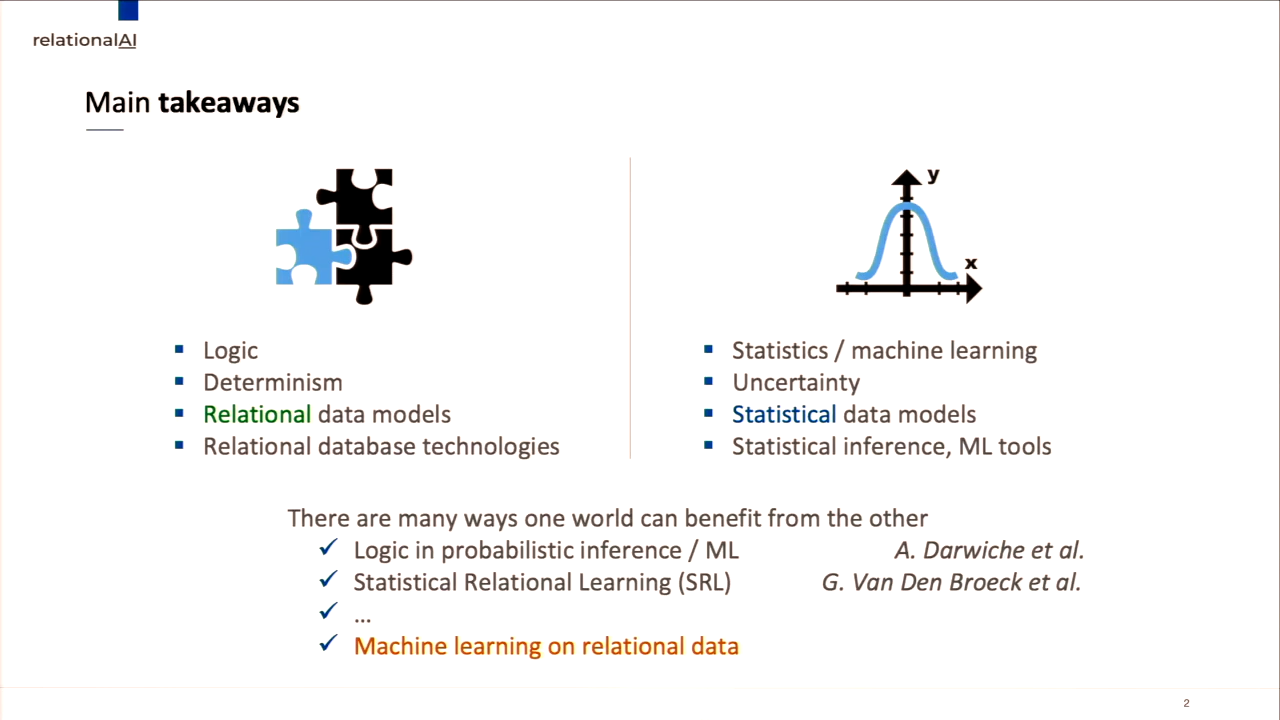 relationalAI
Main takeaways
y
x
Logic
Determinism
Relational data models
Relational database technologies
Statistics / machine learning
Uncertainty
Statistical data models
Statistical inference, ML tools
There are many ways one world can benefit from the other
✓ Logic in probabilistic inference / ML A. Darwiche et al.
✓ Statistical Relational Learning (SRL) G. Van Den Broeck et al.
✓ ...
✓ Machine learning on relational data
2